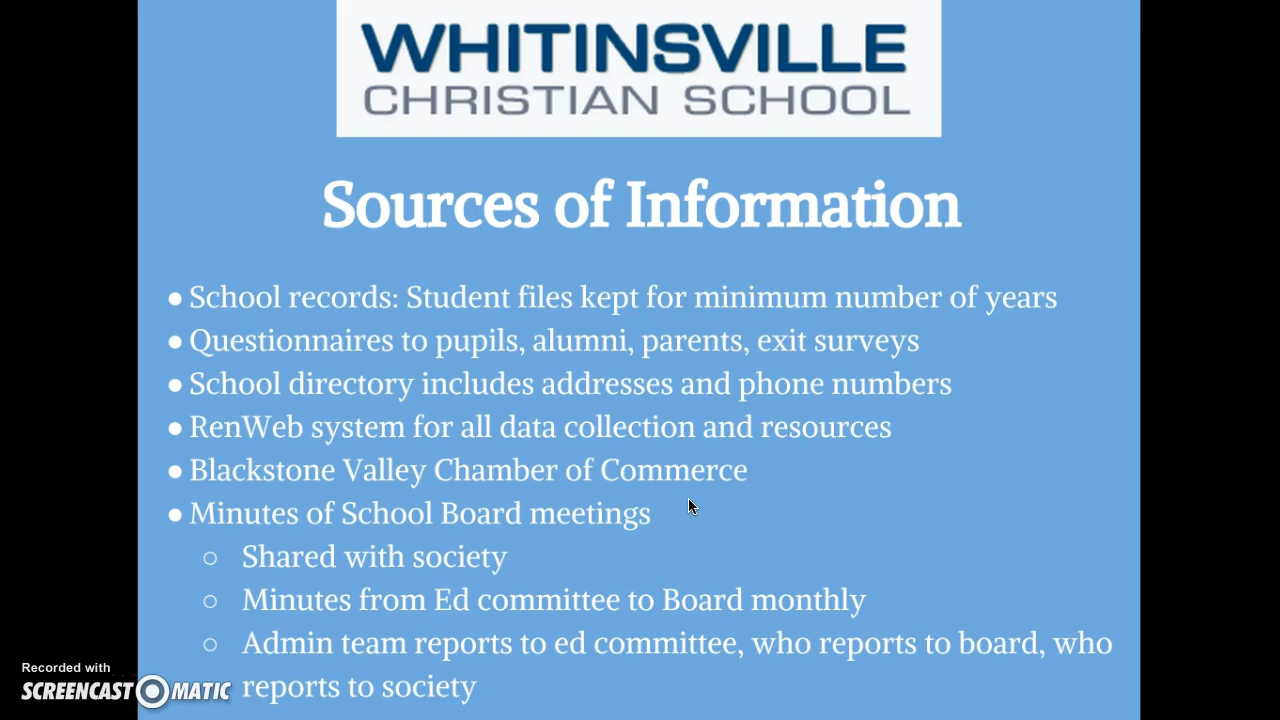 WHITINSVILLE
CHRISTIAN SCHOOL
Sources of Information
● School records: Student files kept for minimum number of years
● Questionnaires to pupils, alumni, parents, exit surveys
● School directory includes addresses and phone numbers
● RenWeb system for all data collection and resources
● Blackstone Valley Chamber of Commerce
● Minutes of School Board meetings
○ Shared with society
○ Minutes from Ed committee to Board monthly
○ Admin team reports to ed committee, who reports to board, who
reports to society
Recorded with
SCREENCAST MATIC